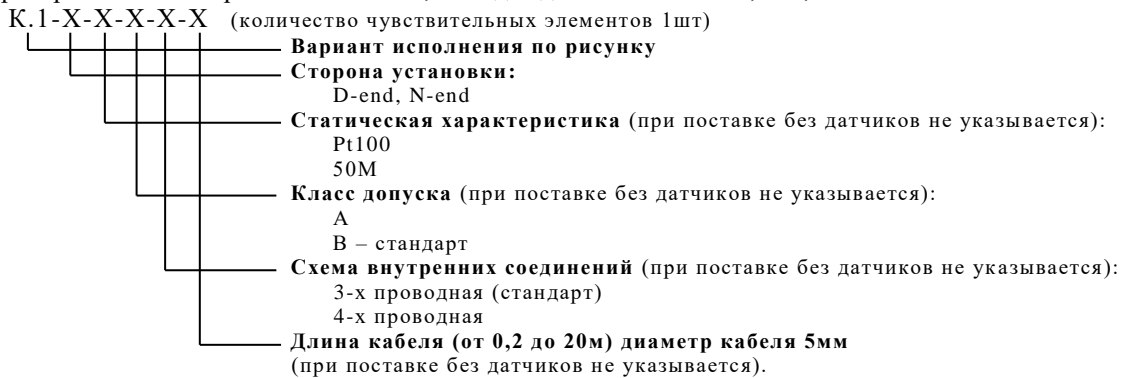 К.1-Х-Х-Х-Х-Х (количество чувствительных элементов 1шт)
Вариант исполнения по рисунку
Сторона установки:
D-end, N-end
Статическая характеристика (при поставке без датчиков не указывается):
Pt100
50М
Класс допуска (при поставке без датчиков не указывается):
А
В – стандарт
Схема внутренних соединений (при поставке без датчиков не указывается):
3-х проводная (стандарт)
4-х проводная
Длина кабеля (от 0,2 до 20м) диаметр кабеля 5мм
(при поставке без датчиков не указывается).